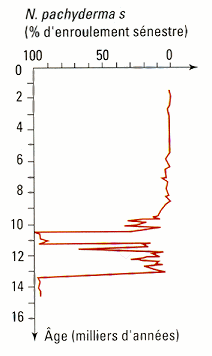 N. pachyderma s
(% d'enroulement sénestre)
100 50 0
0
2
4
6
8
10
12
14
16
Âge (milliers d'années)